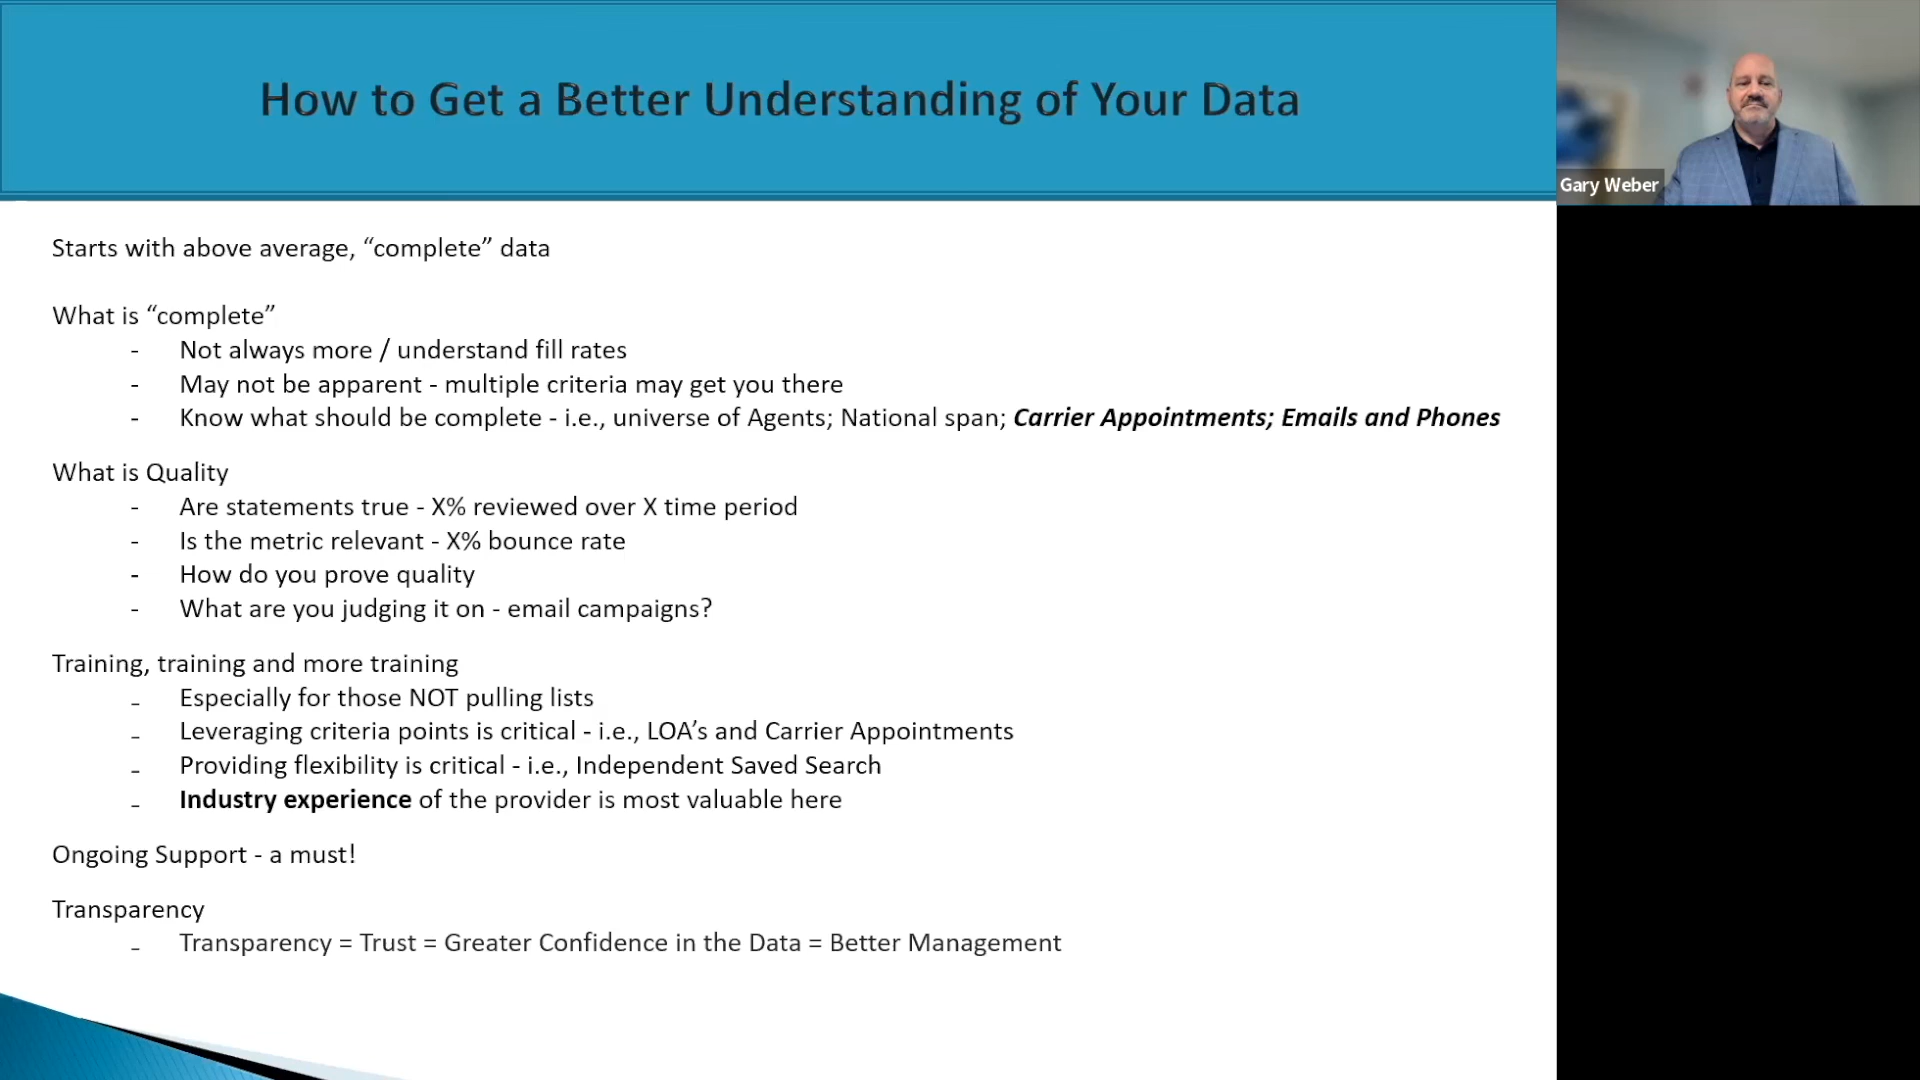 How to Get a Better Understanding of Your Data
Gary Weber
Starts with above average, “complete” data
What is “complete”
- Not always more / understand fill rates
- May not be apparent - multiple criteria may get you there
- Know what should be complete - i.e., universe of Agents; National span; Carrier Appointments; Emails and Phones
What is Quality
- Are statements true - X% reviewed over X time period
- Is the metric relevant - X% bounce rate
- How do you prove quality
- What are you judging it on - email campaigns?
Training, training and more training
- Especially for those NOT pulling lists
- Leveraging criteria points is critical - i.e., LOA’s and Carrier Appointments
- Providing flexibility is critical - i.e., Independent Saved Search
- Industry experience of the provider is most valuable here
Ongoing Support - a must!
Transparency
- Transparency = Trust = Greater Confidence in the Data = Better Management